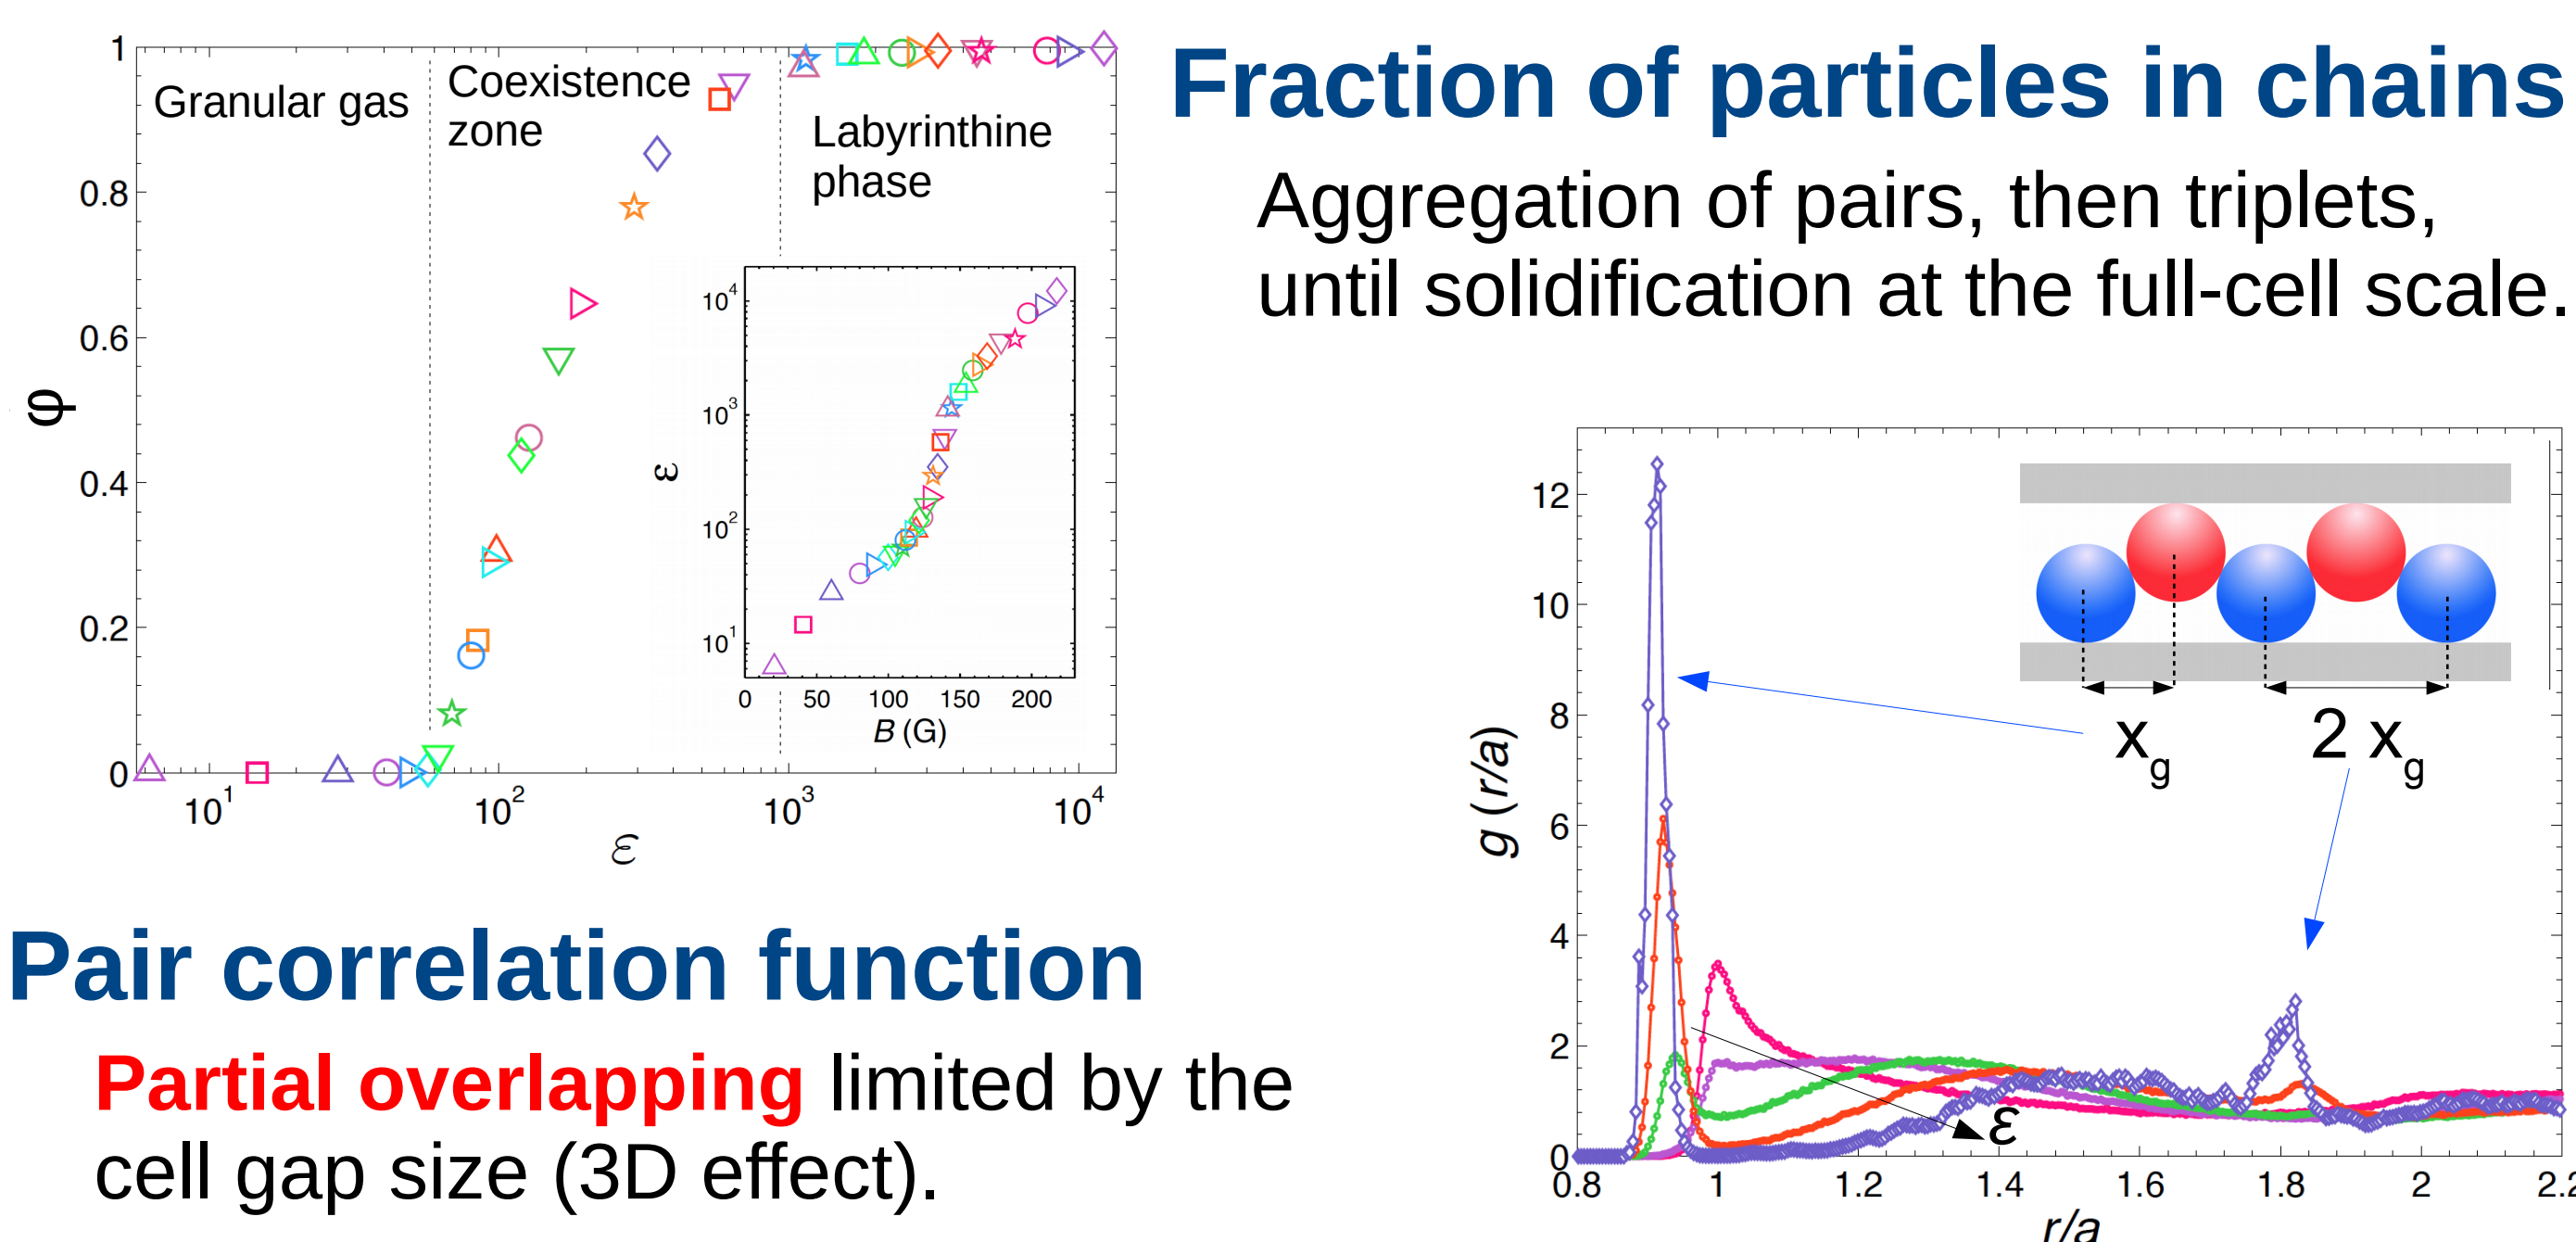 Fraction of particles in chains
Aggregation of pairs, then triplets,
until solidification at the full-cell scale.
Granular gas
Coexistence
zone
Labyrinthine
phase
φ
1
0.8
0.6
0.4
0.2
0
10¹ 10² 10³ 10⁴
ε
ε
10⁴
10³
10²
10¹
0 50 100 150 200
B (G)
Pair correlation function
Partial overlapping limited by the
cell gap size (3D effect).
g (r/a)
12
10
8
6
4
2
0
0.8 1 1.2 1.4 1.6 1.8 2 2.2
r/a
x_g 2 x_g
ε